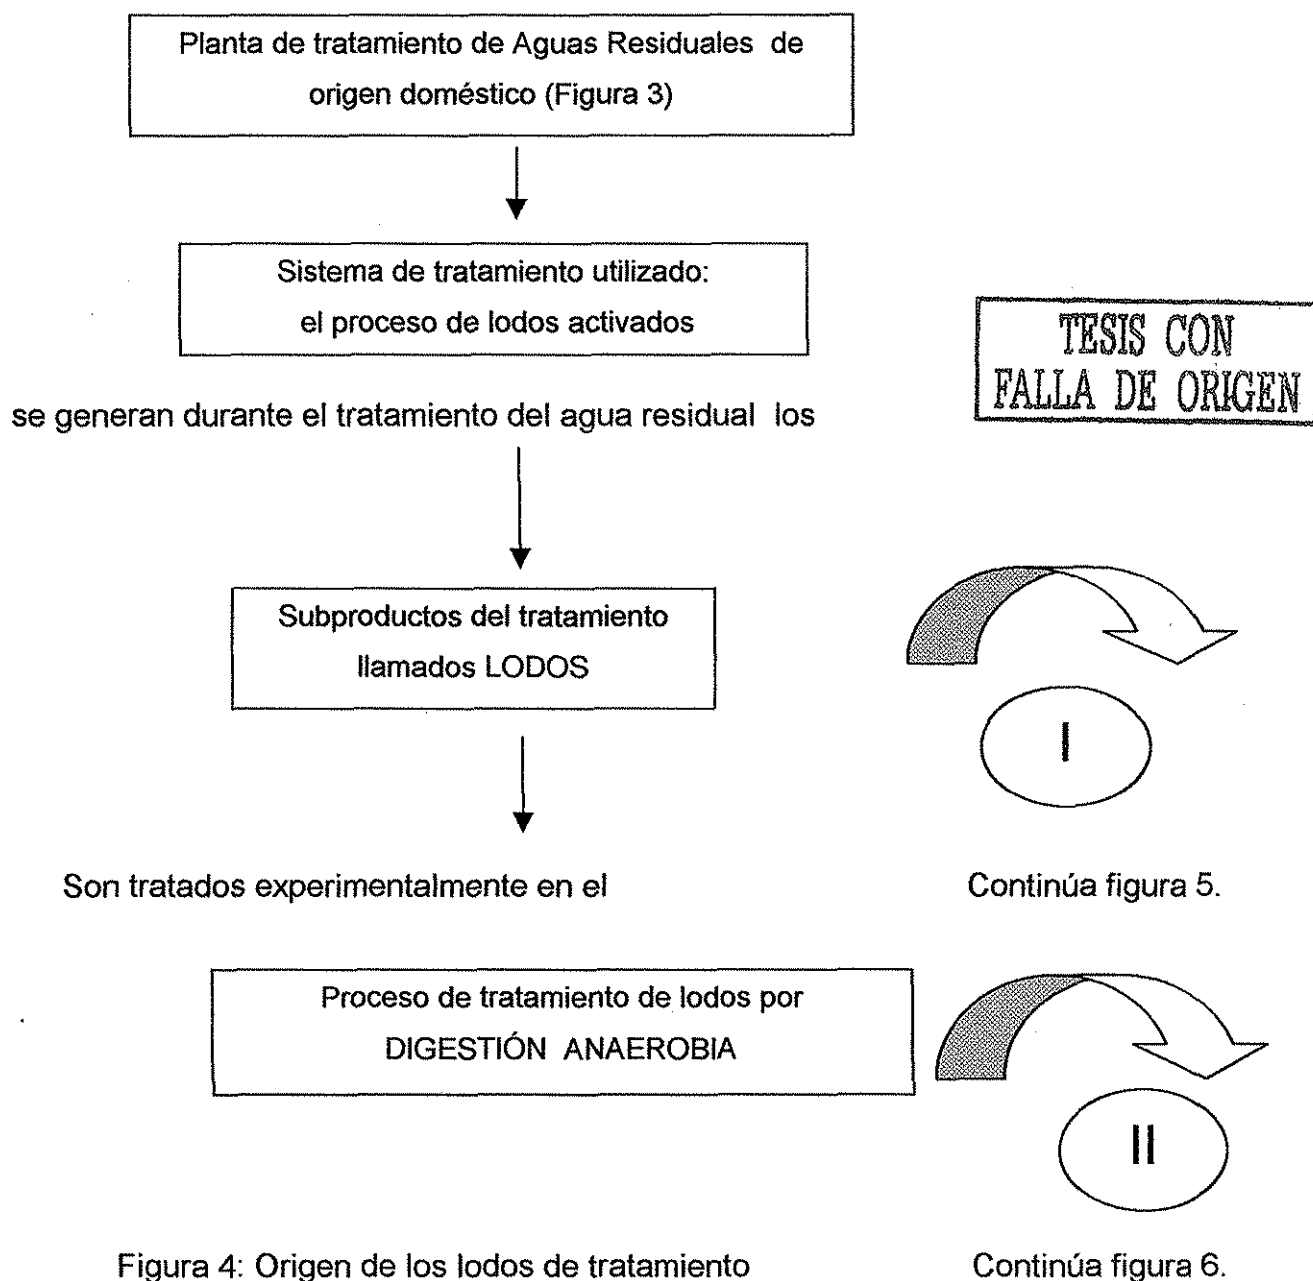 Planta de tratamiento de Aguas Residuales de
origen doméstico (Figura 3)
Sistema de tratamiento utilizado:
el proceso de lodos activados
TESIS CON
FALLA DE ORIGEN
se generan durante el tratamiento del agua residual los
Subproductos del tratamiento
llamados LODOS
I
Son tratados experimentalmente en el
Continúa figura 5.
Proceso de tratamiento de lodos por
DIGESTIÓN ANAEROBIA
II
Figura 4: Origen de los lodos de tratamiento
Continúa figura 6.